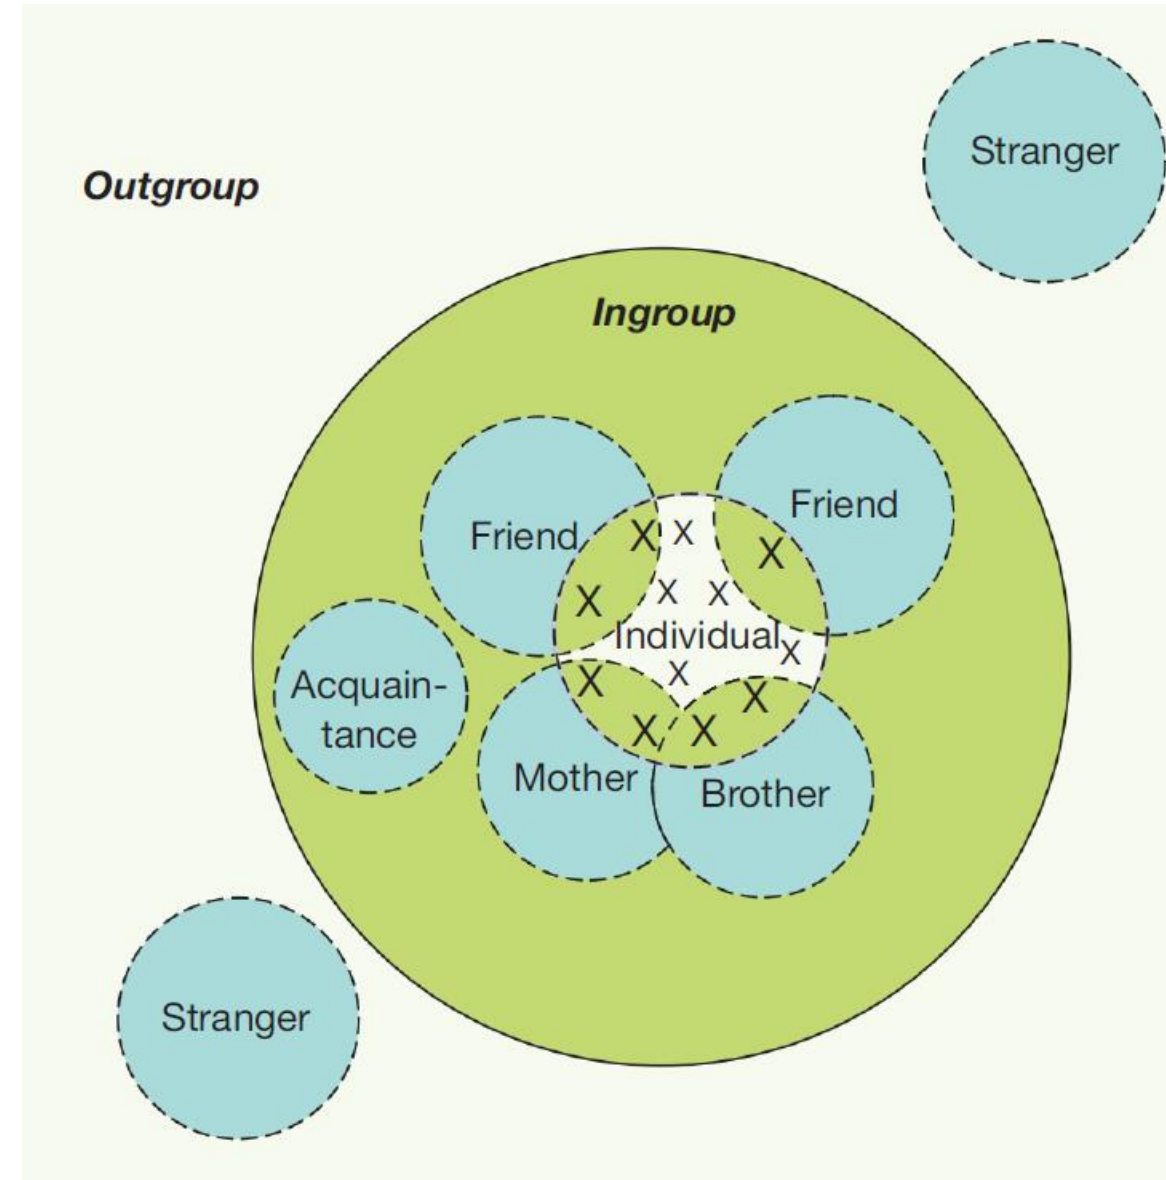 Stranger
Outgroup
Ingroup
Friend
Friend
X
X
X
X
X
X
Individual
X
X
X
Acquain-
tance
X
X
X
Mother
Brother
Stranger